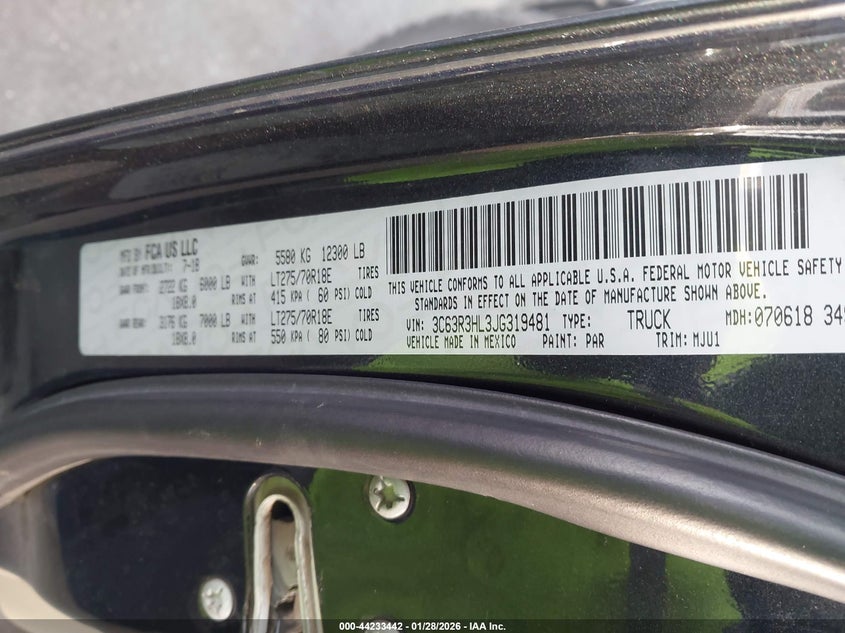 MFD BY FCA US LLC
DATE OF MFR/BUILT: 7-18
GVWR: 5580 KG 12300 LB
GAWR FRONT: 2722 KG 6000 LB WITH LT275/70R18E TIRES
18X8.0 RIMS AT 415 KPA ( 60 PSI) COLD
GAWR REAR: 3176 KG 7000 LB WITH LT275/70R18E TIRES
18X8.0 RIMS AT 550 KPA ( 80 PSI) COLD
THIS VEHICLE CONFORMS TO ALL APPLICABLE U.S.A. FEDERAL MOTOR VEHICLE SAFETY
STANDARDS IN EFFECT ON THE DATE OF MANUFACTURE SHOWN ABOVE.
VIN: 3C63R3HL3JG319481 TYPE: TRUCK MDH: 070618
VEHICLE MADE IN MEXICO PAINT: PAR TRIM: MJU1
000-44233442 - 01/28/2026 - IAA Inc.